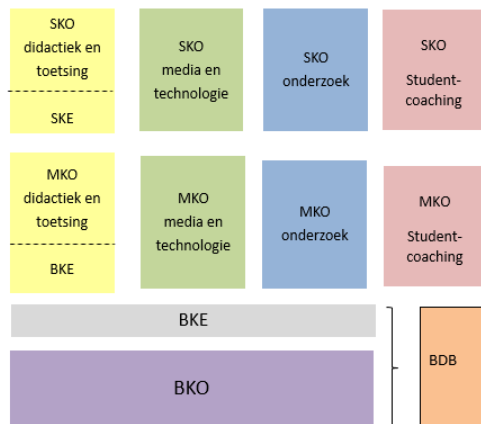 SKO
didactiek en
toetsing
SKE
SKO
media en
technologie
SKO
onderzoek
SKO
Student-
coaching
MKO
didactiek en
toetsing
BKE
MKO
media en
technologie
MKO
onderzoek
MKO
Student-
coaching
BKE
BKO
BDB